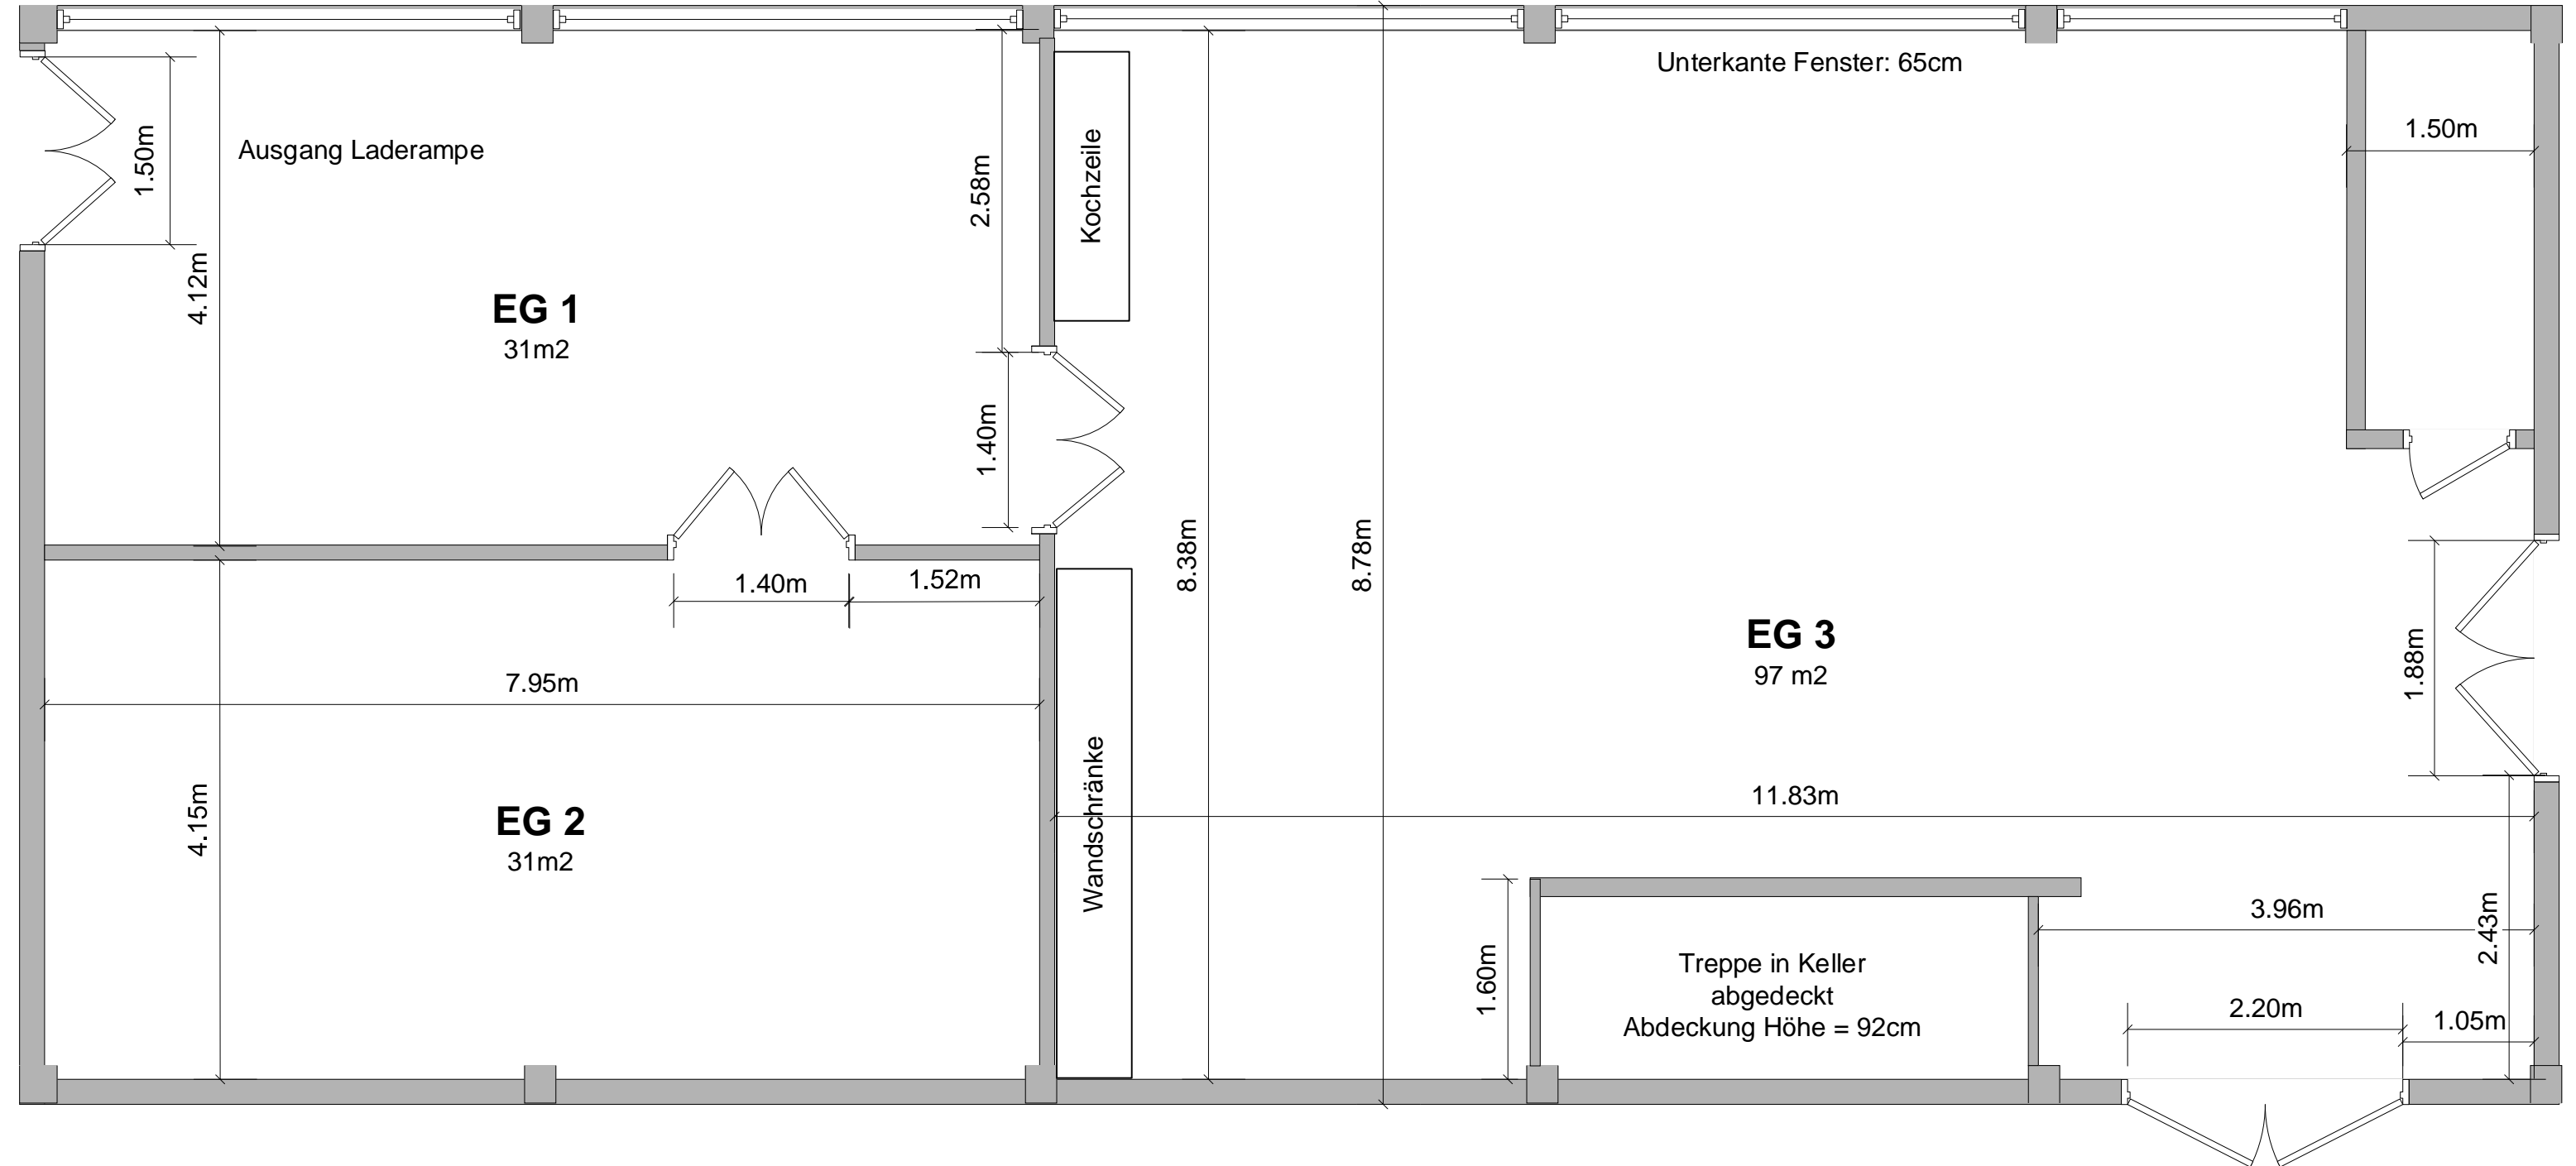 Unterkante Fenster: 65cm
1.50m
Ausgang Laderampe
1.50m
2.58m
Kochzeile
4.12m
EG 1
31m2
1.40m
8.38m
8.78m
1.40m
1.52m
EG 3
97 m2
1.88m
7.95m
11.83m
4.15m
EG 2
31m2
Wandschränke
3.96m
2.43m
1.60m
Treppe in Keller
abgedeckt
Abdeckung Höhe = 92cm
2.20m
1.05m